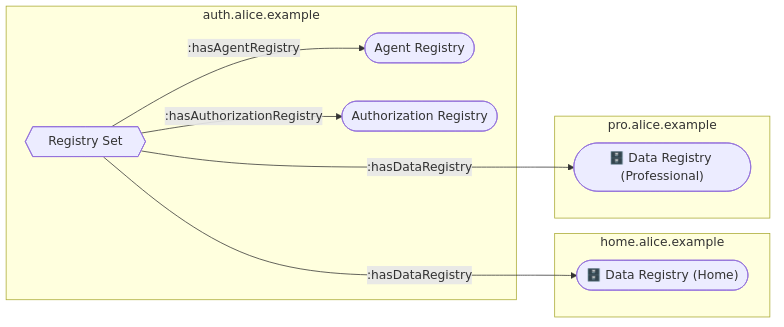 auth.alice.example
:hasAgentRegistry
Agent Registry
:hasAuthorizationRegistry
Authorization Registry
Registry Set
:hasDataRegistry
:hasDataRegistry
pro.alice.example
🗄️ Data Registry
(Professional)
home.alice.example
🗄️ Data Registry (Home)